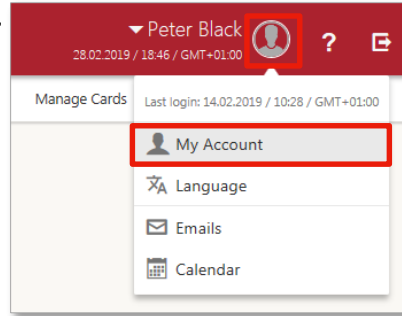 Peter Black
28.02.2019 / 18:46 / GMT+01:00
?
Manage Cards
Last login: 14.02.2019 / 10:28 / GMT+01:00
My Account
Language
Emails
Calendar